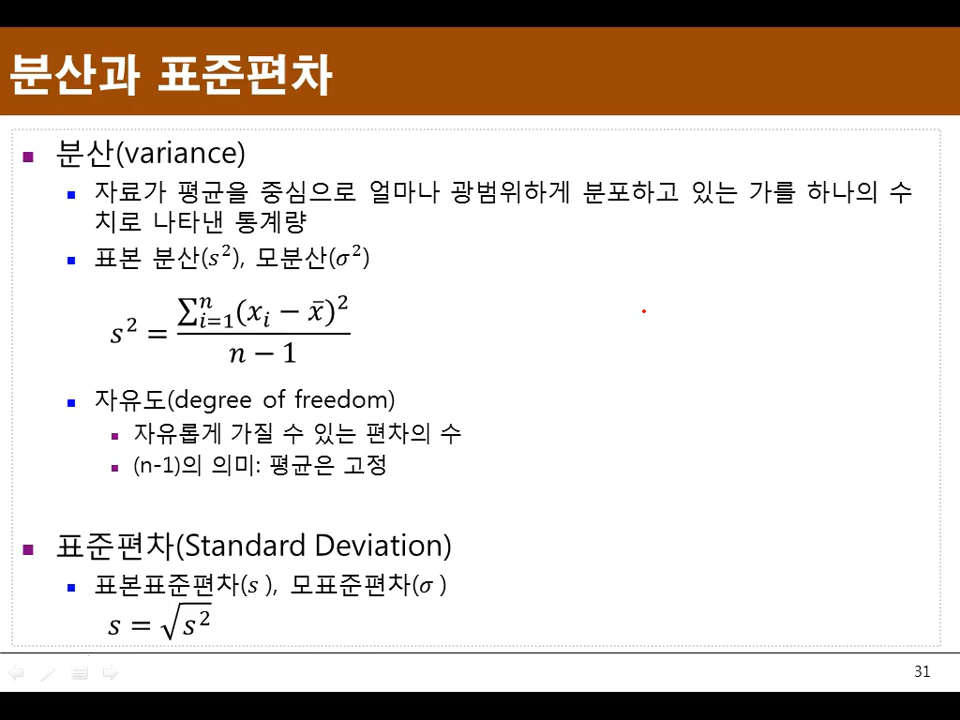 분산과 표준편차
분산(variance)
자료가 평균을 중심으로 얼마나 광범위하게 분포하고 있는 가를 하나의 수
치로 나타낸 통계량
표본 분산(𝑠²), 모분산(𝜎²)
𝑠² = ∑ⁿᵢ₌₁(𝑥ᵢ − 𝑥̄)² / (𝑛 − 1)
자유도(degree of freedom)
자유롭게 가질 수 있는 편차의 수
(n-1)의 의미: 평균은 고정
표준편차(Standard Deviation)
표본표준편차(𝑠 ), 모표준편차(𝜎 )
𝑠 = √𝑠²
31